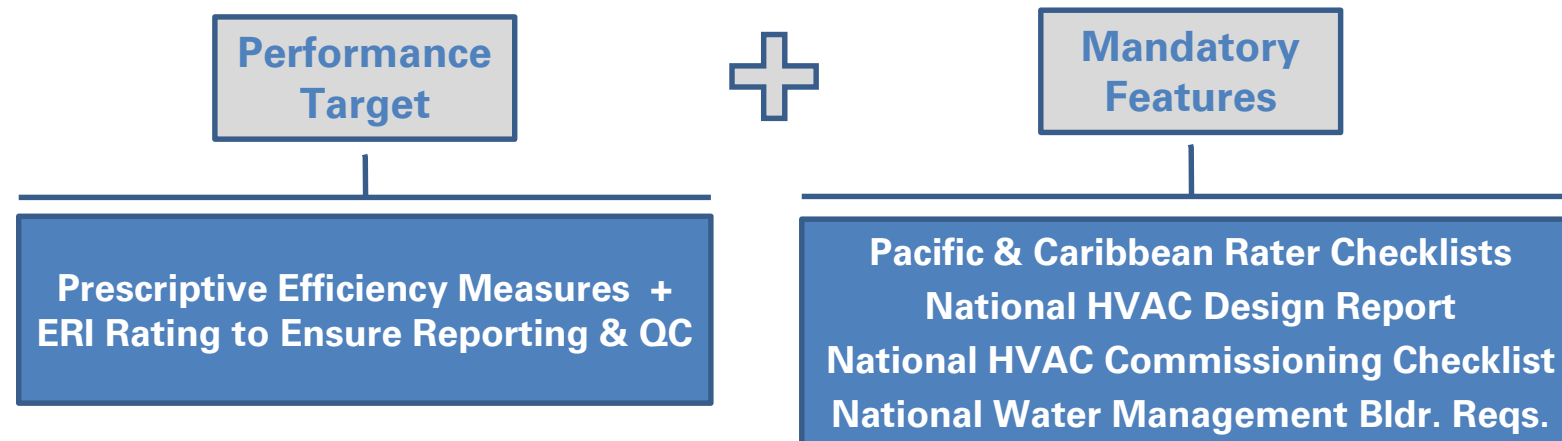 Performance
Target
Mandatory
Features
Prescriptive Efficiency Measures +
ERI Rating to Ensure Reporting & QC
Pacific & Caribbean Rater Checklists
National HVAC Design Report
National HVAC Commissioning Checklist
National Water Management Bldr. Reqs.